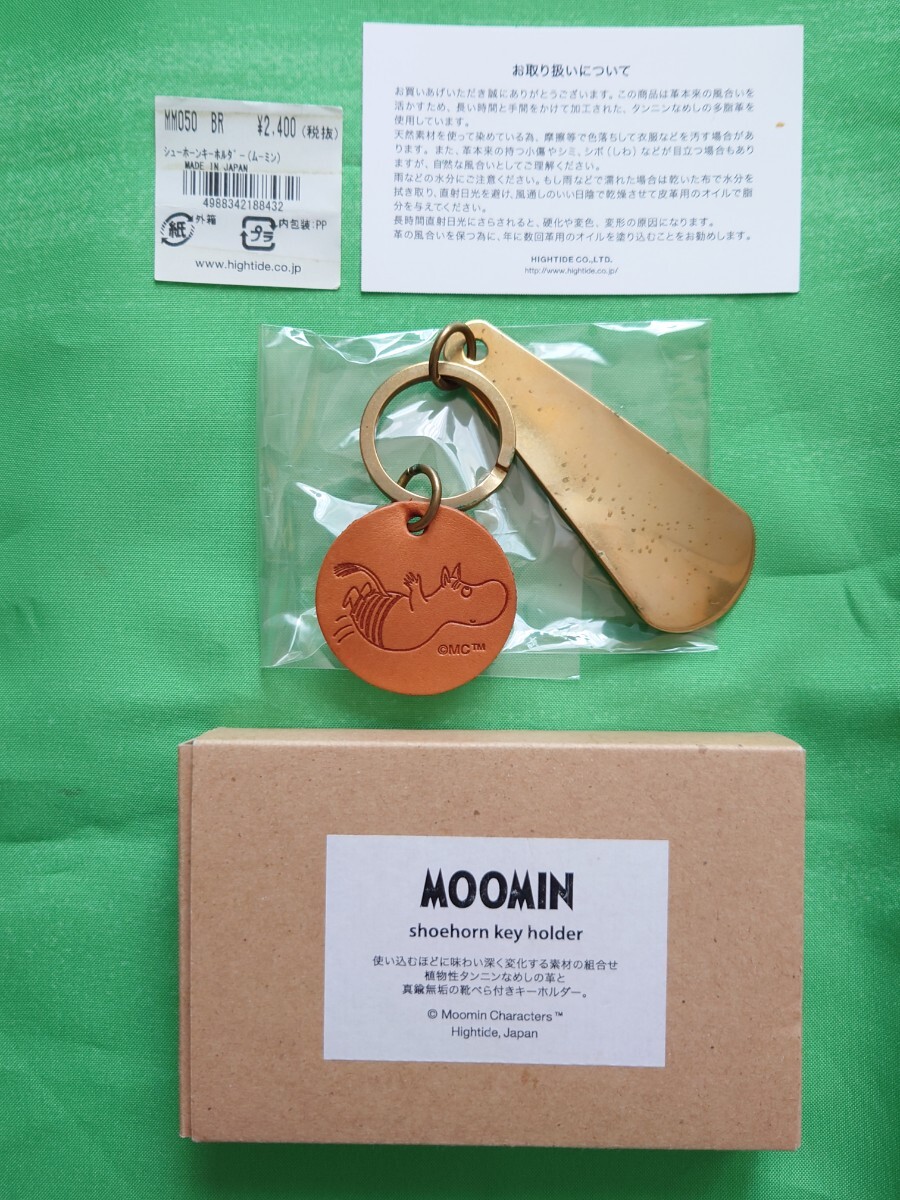 MM050 BR ¥2,400(税抜)
シューホーンキーホルダー(ムーミン)
MADE IN JAPAN
4988342188432
紙 外箱 プラ 内包装:PP
www.hightide.co.jp
お取り扱いについて
お買いあげいただき誠にありがとうございます。この商品は革本来の風合いを
活かすため、長い時間と手間をかけて加工された、タンニンなめしの多脂革を
使用しています。
天然素材を使って染めている為、摩擦等で色落ちして衣服などを汚す場合があ
ります。また、革本来の持つ小傷やシミ、シボ(しわ)などが目立つ場合もあり
ますが、自然な風合いとしてご理解ください。
雨などの水分にご注意ください。もし雨などで濡れた場合は乾いた布で水分を
拭き取り、直射日光を避け、風通しのいい日陰で乾燥させて皮革用のオイルで脂
分を与えてください。
長時間直射日光にさらされると、硬化や変色、変形の原因になります。
革の風合いを保つ為に、年に数回革用のオイルを塗り込むことをお勧めします。
HIGHTIDE CO.,LTD.
http://www.hightide.co.jp/
©MC™
MOOMIN
shoehorn key holder
使い込むほどに味わい深く変化する素材の組合せ
植物性タンニンなめしの革と
真鍮無垢の靴べら付きキーホルダー。
© Moomin Characters™
Hightide, Japan